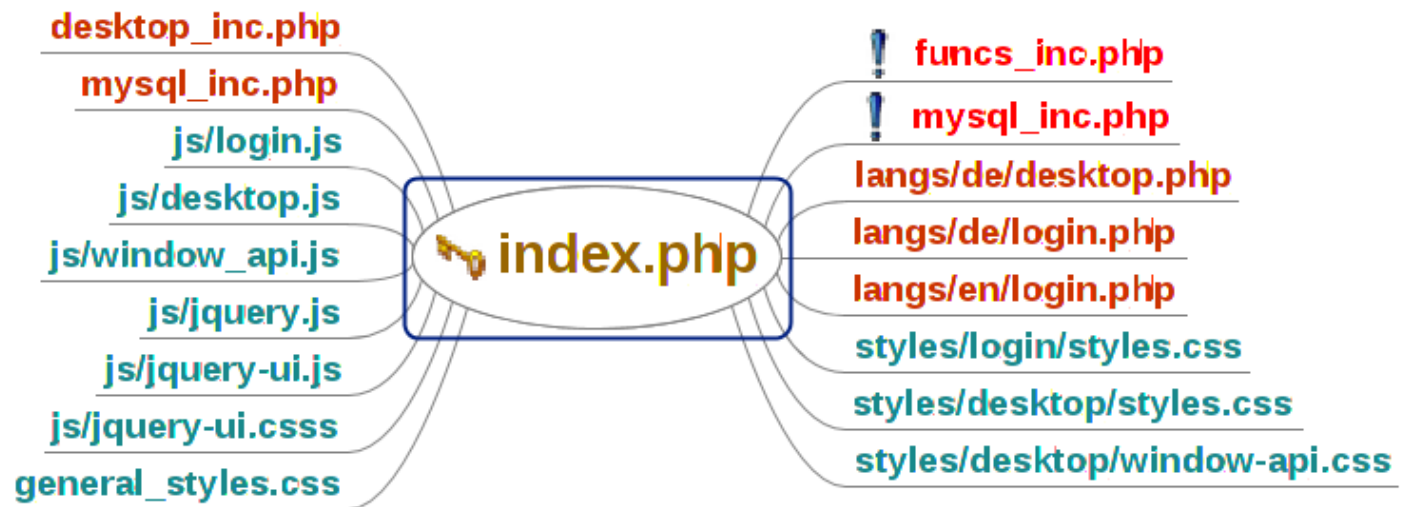 desktop_inc.php
mysql_inc.php
js/login.js
js/desktop.js
js/window_api.js
js/jquery.js
js/jquery-ui.js
js/jquery-ui.csss
general_styles.css
index.php
funcs_inc.php
mysql_inc.php
langs/de/desktop.php
langs/de/login.php
langs/en/login.php
styles/login/styles.css
styles/desktop/styles.css
styles/desktop/window-api.css